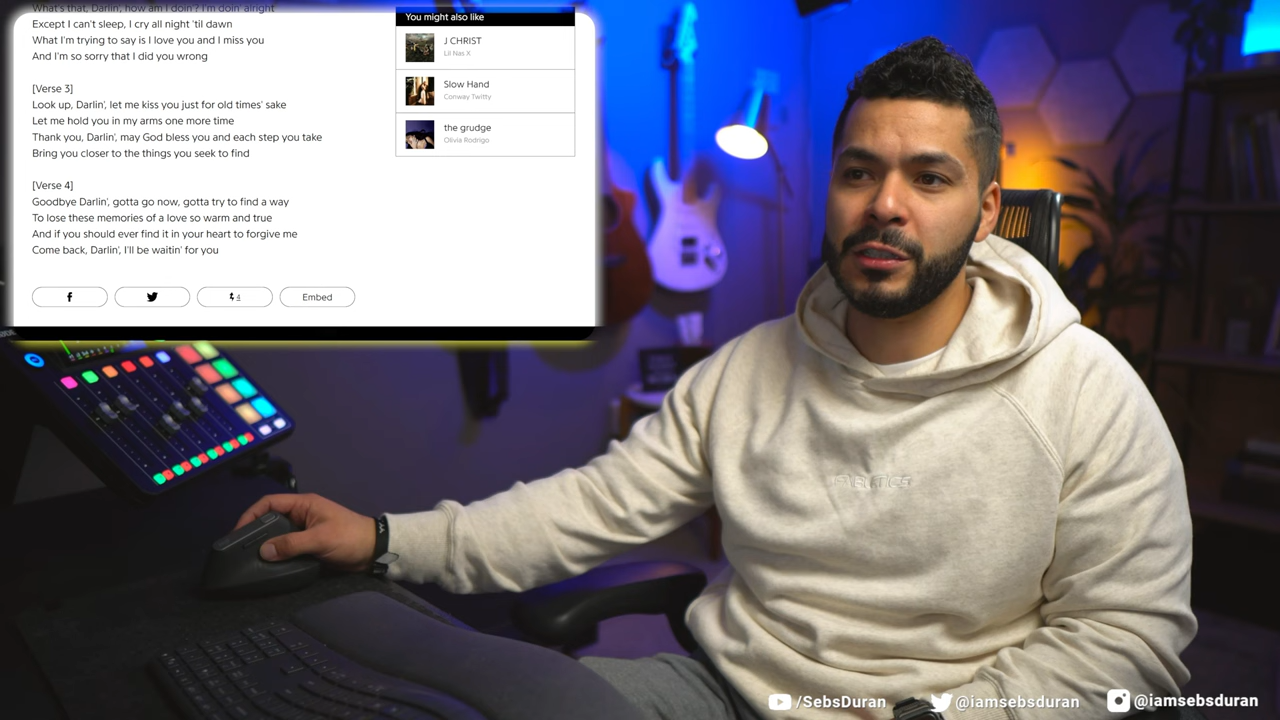 What's that, Darlin', how am I doin'? I'm doin' alright
Except I can't sleep, I cry all night 'til dawn
What I'm trying to say is I love you and I miss you
And I'm so sorry that I did you wrong
[Verse 3]
Look up, Darlin', let me kiss you just for old times' sake
Let me hold you in my arms one more time
Thank you, Darlin', may God bless you and each step you take
Bring you closer to the things you seek to find
[Verse 4]
Goodbye Darlin', gotta go now, gotta try to find a way
To lose these memories of a love so warm and true
And if you should ever find it in your heart to forgive me
Come back, Darlin', I'll be waitin' for you
4
Embed
You might also like
J CHRIST
Lil Nas X
Slow Hand
Conway Twitty
the grudge
Olivia Rodrigo
/SebsDuran
@iamsebsduran
@iamsebsduran